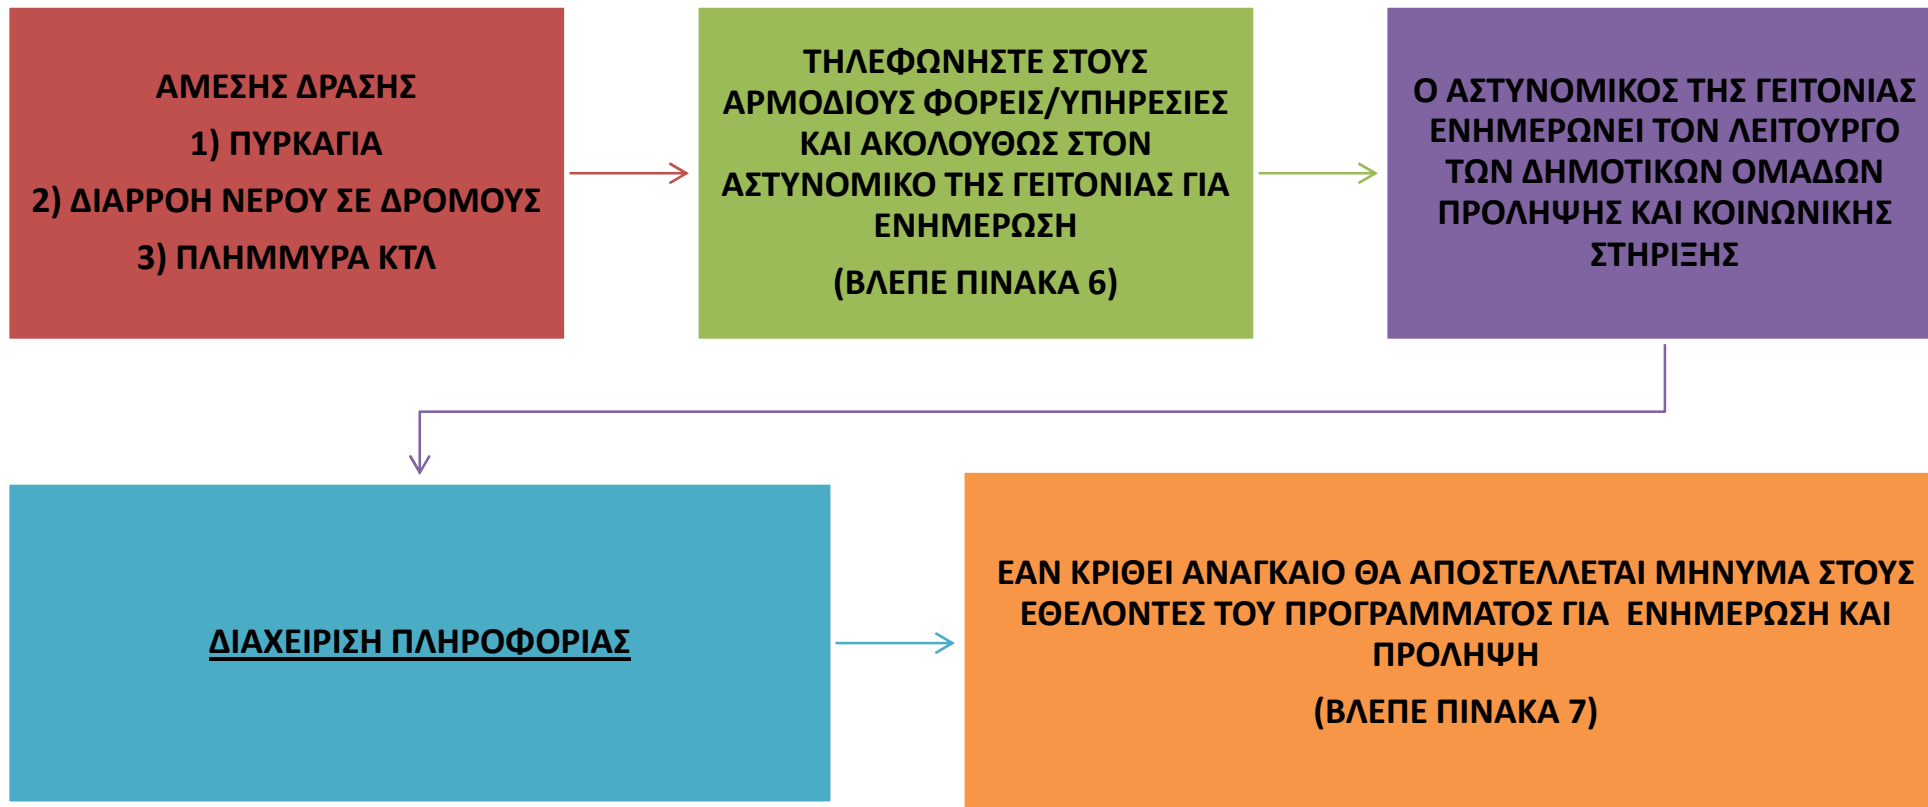 ΑΜΕΣΗΣ ΔΡΑΣΗΣ
1) ΠΥΡΚΑΓΙΑ
2) ΔΙΑΡΡΟΗ ΝΕΡΟΥ ΣΕ ΔΡΟΜΟΥΣ
3) ΠΛΗΜΜΥΡΑ ΚΤΛ
ΤΗΛΕΦΩΝΗΣΤΕ ΣΤΟΥΣ
ΑΡΜΟΔΙΟΥΣ ΦΟΡΕΙΣ/ΥΠΗΡΕΣΙΕΣ
ΚΑΙ ΑΚΟΛΟΥΘΩΣ ΣΤΟΝ
ΑΣΤΥΝΟΜΙΚΟ ΤΗΣ ΓΕΙΤΟΝΙΑΣ ΓΙΑ
ΕΝΗΜΕΡΩΣΗ
(ΒΛΕΠΕ ΠΙΝΑΚΑ 6)
Ο ΑΣΤΥΝΟΜΙΚΟΣ ΤΗΣ ΓΕΙΤΟΝΙΑΣ
ΕΝΗΜΕΡΩΝΕΙ ΤΟΝ ΛΕΙΤΟΥΡΓΟ
ΤΩΝ ΔΗΜΟΤΙΚΩΝ ΟΜΑΔΩΝ
ΠΡΟΛΗΨΗΣ ΚΑΙ ΚΟΙΝΩΝΙΚΗΣ
ΣΤΗΡΙΞΗΣ
ΔΙΑΧΕΙΡΙΣΗ ΠΛΗΡΟΦΟΡΙΑΣ
ΕΑΝ ΚΡΙΘΕΙ ΑΝΑΓΚΑΙΟ ΘΑ ΑΠΟΣΤΕΛΛΕΤΑΙ ΜΗΝΥΜΑ ΣΤΟΥΣ
ΕΘΕΛΟΝΤΕΣ ΤΟΥ ΠΡΟΓΡΑΜΜΑΤΟΣ ΓΙΑ ΕΝΗΜΕΡΩΣΗ ΚΑΙ
ΠΡΟΛΗΨΗ
(ΒΛΕΠΕ ΠΙΝΑΚΑ 7)